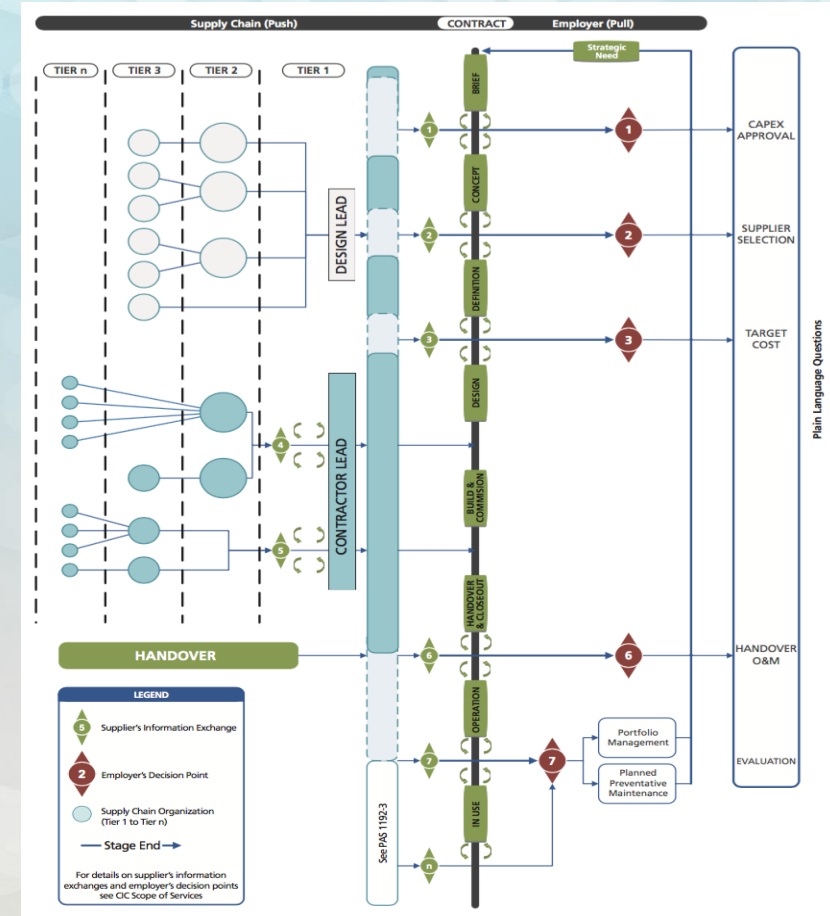 Supply Chain (Push)
CONTRACT
Employer (Pull)
Strategic
Need
TIER n
TIER 3
TIER 2
TIER 1
BRIEF
1
1
CAPEX
APPROVAL
CONCEPT
DESIGN LEAD
2
2
SUPPLIER
SELECTION
DEFINITION
3
3
TARGET
COST
Plain Language Questions
DESIGN
CONTRACTOR LEAD
4
BUILD &
COMMISION
5
HANDOVER
& CLOSEOUT
HANDOVER
6
6
HANDOVER
O&M
OPERATION
LEGEND
5
Supplier's Information Exchange
2
Employer's Decision Point
Supply Chain Organization
(Tier 1 to Tier n)
Stage End
For details on supplier's information
exchanges and employer's decision points
see CIC Scope of Services
7
7
Portfolio
Management
Planned
Preventative
Maintenance
EVALUATION
See PAS 1192-3
IN USE
n